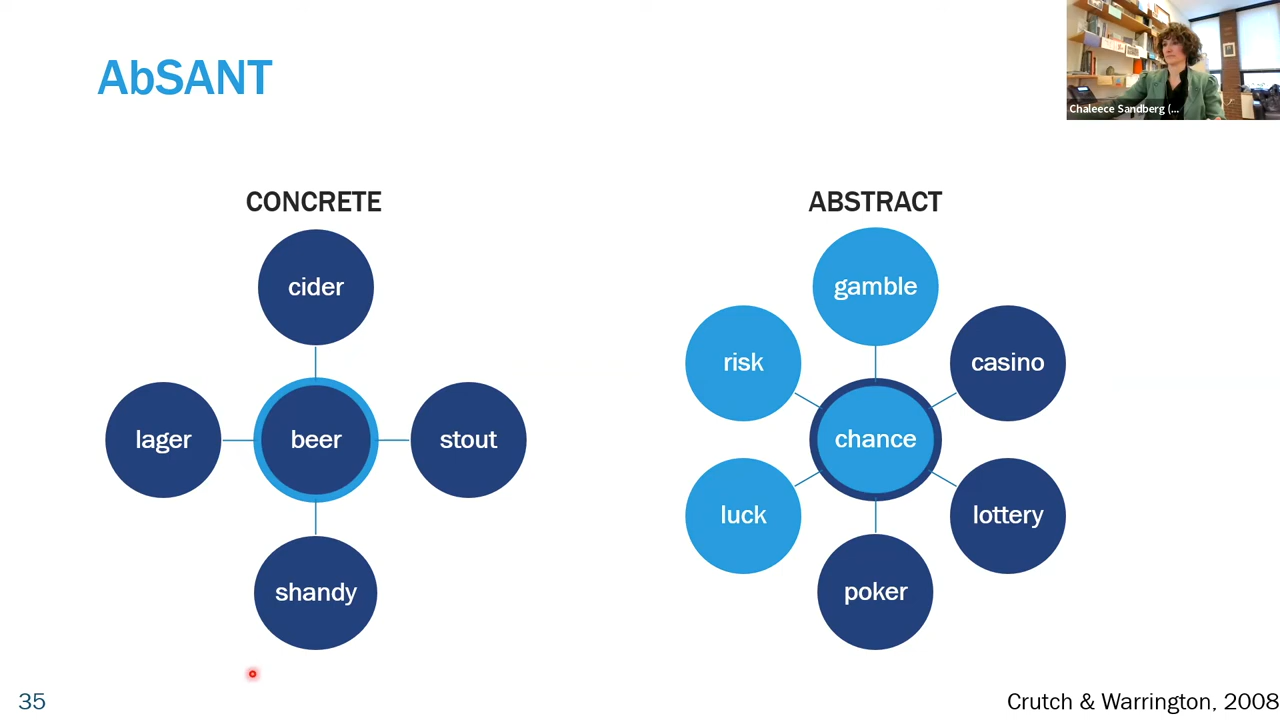 AbSANT
Chaleece Sandberg (...
CONCRETE
cider
lager
beer
stout
shandy
ABSTRACT
gamble
risk
casino
chance
luck
lottery
poker
35
Crutch & Warrington, 2008